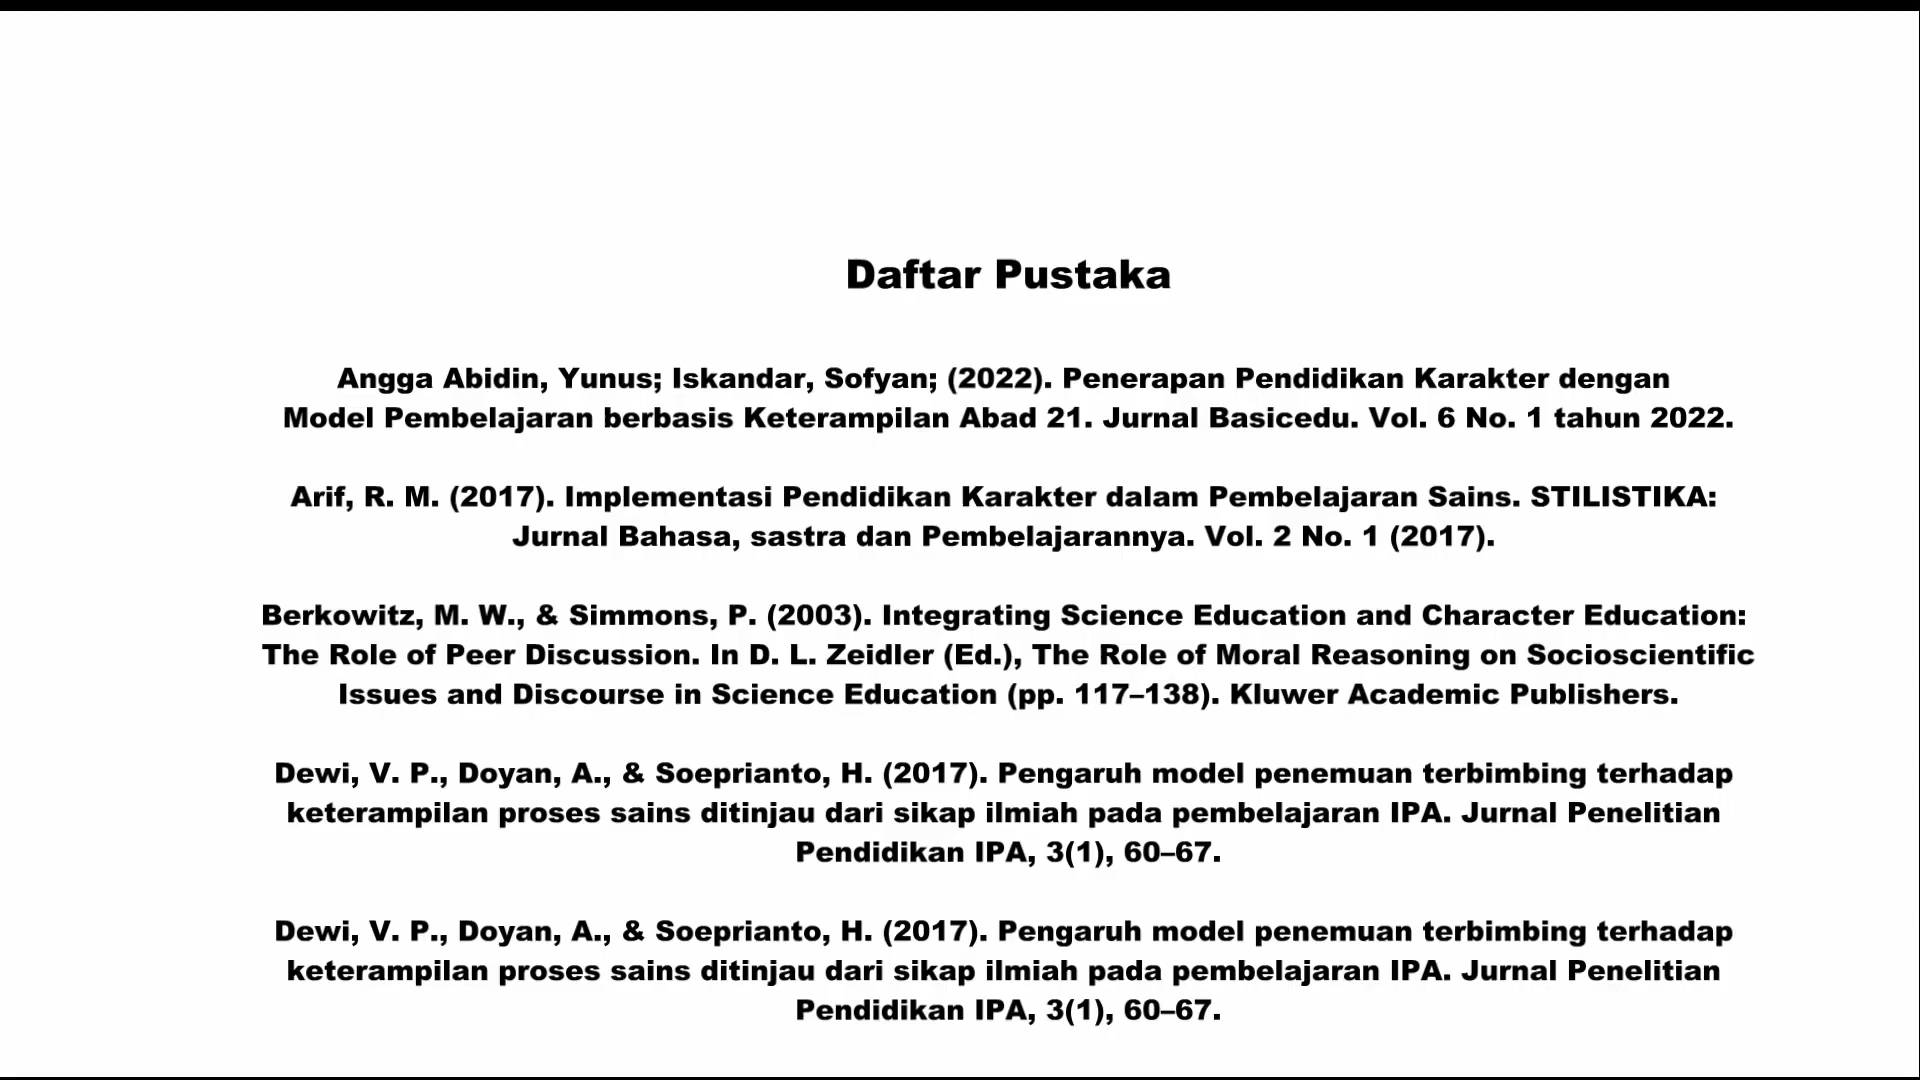 Daftar Pustaka
Angga Abidin, Yunus; Iskandar, Sofyan; (2022). Penerapan Pendidikan Karakter dengan
Model Pembelajaran berbasis Keterampilan Abad 21. Jurnal Basicedu. Vol. 6 No. 1 tahun 2022.
Arif, R. M. (2017). Implementasi Pendidikan Karakter dalam Pembelajaran Sains. STILISTIKA:
Jurnal Bahasa, sastra dan Pembelajarannya. Vol. 2 No. 1 (2017).
Berkowitz, M. W., & Simmons, P. (2003). Integrating Science Education and Character Education:
The Role of Peer Discussion. In D. L. Zeidler (Ed.), The Role of Moral Reasoning on Socioscientific
Issues and Discourse in Science Education (pp. 117–138). Kluwer Academic Publishers.
Dewi, V. P., Doyan, A., & Soeprianto, H. (2017). Pengaruh model penemuan terbimbing terhadap
keterampilan proses sains ditinjau dari sikap ilmiah pada pembelajaran IPA. Jurnal Penelitian
Pendidikan IPA, 3(1), 60–67.
Dewi, V. P., Doyan, A., & Soeprianto, H. (2017). Pengaruh model penemuan terbimbing terhadap
keterampilan proses sains ditinjau dari sikap ilmiah pada pembelajaran IPA. Jurnal Penelitian
Pendidikan IPA, 3(1), 60–67.